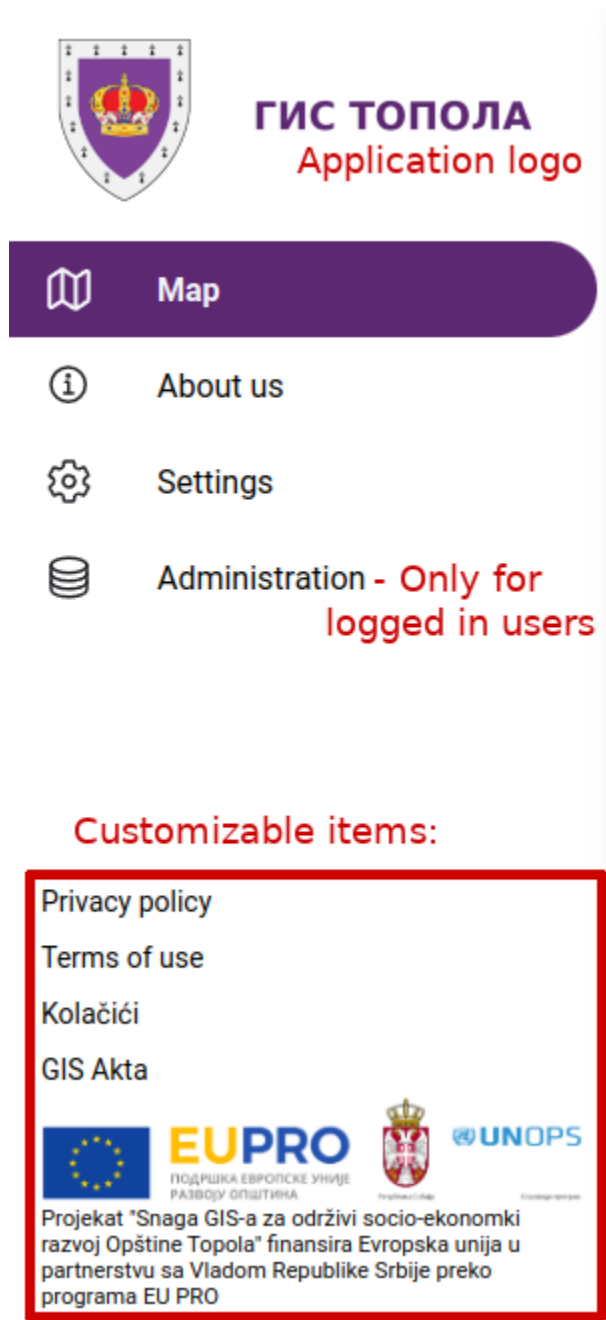 ГИС ТОПОЛА
Application logo
Map
About us
Settings
Administration - Only for
logged in users
Customizable items:
Privacy policy
Terms of use
Kolačići
GIS Akta
EUPRO
ПОДРШКА ЕВРОПСКЕ УНИЈЕ
РАЗВОЈУ ОПШТИНА
UNOPS
Projekat "Snaga GIS-a za održivi socio-ekonomki
razvoj Opštine Topola" finansira Evropska unija u
partnerstvu sa Vladom Republike Srbije preko
programa EU PRO